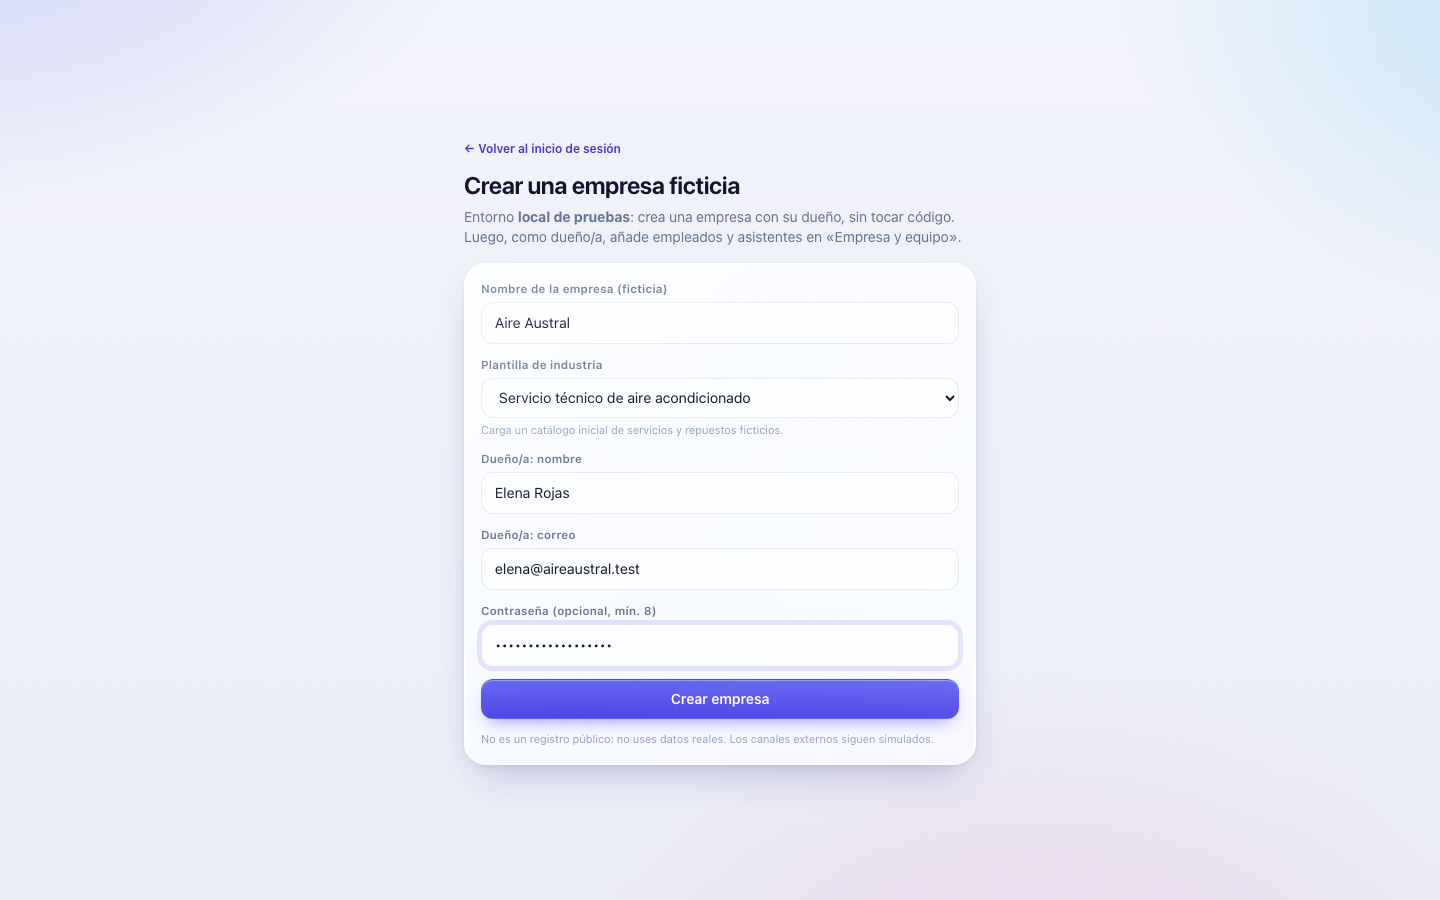 ← Volver al inicio de sesión
Crear una empresa ficticia
Entorno local de pruebas: crea una empresa con su dueño, sin tocar código.
Luego, como dueño/a, añade empleados y asistentes en «Empresa y equipo».
Nombre de la empresa (ficticia)
Aire Austral
Plantilla de industria
Servicio técnico de aire acondicionado
Carga un catálogo inicial de servicios y repuestos ficticios.
Dueño/a: nombre
Elena Rojas
Dueño/a: correo
elena@aireaustral.test
Contraseña (opcional, mín. 8)
••••••••••••••••••
Crear empresa
No es un registro público: no uses datos reales. Los canales externos siguen simulados.